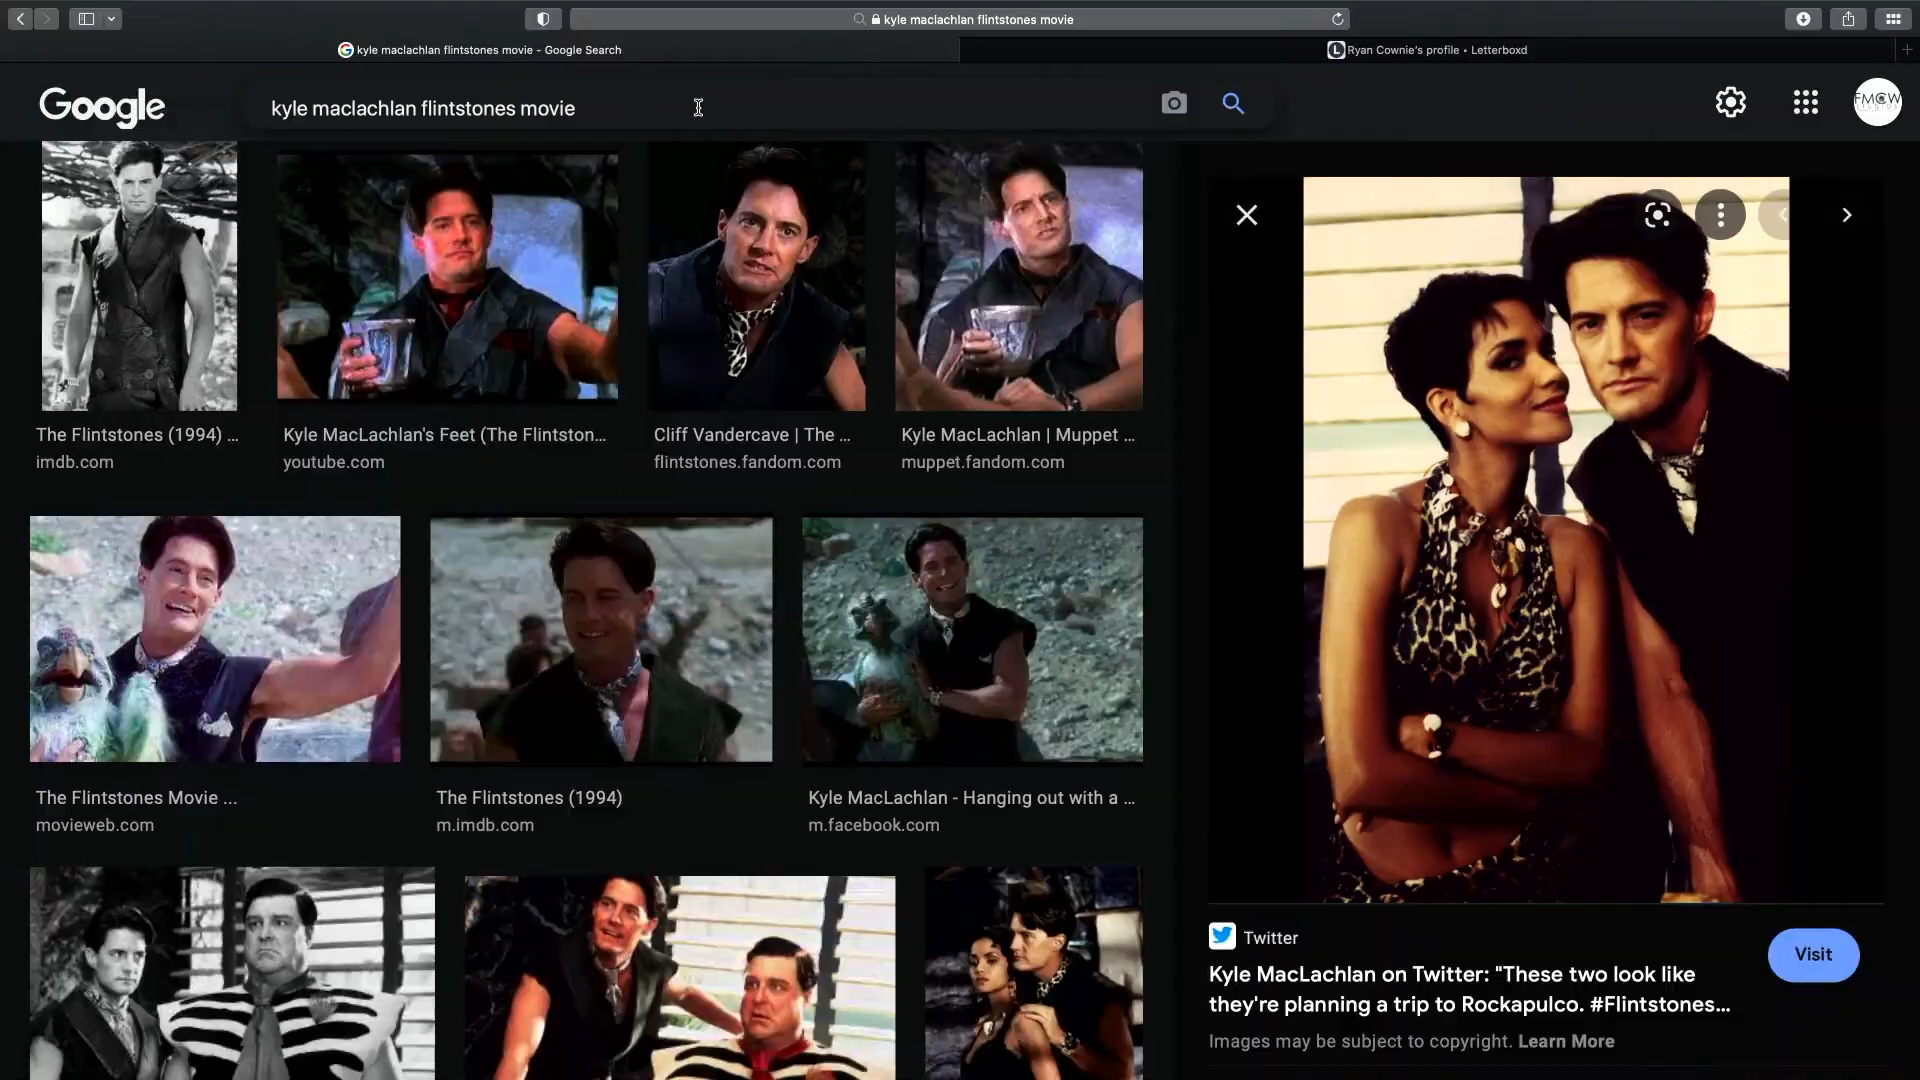 kyle maclachlan flintstones movie
kyle maclachlan flintstones movie - Google Search
Ryan Cownie's profile • Letterboxd
Google
kyle maclachlan flintstones movie
FMCW
The Flintstones (1994) ...
imdb.com
Kyle MacLachlan's Feet (The Flintston...
youtube.com
Cliff Vandercave | The ...
flintstones.fandom.com
Kyle MacLachlan | Muppet ...
muppet.fandom.com
The Flintstones Movie ...
movieweb.com
The Flintstones (1994)
m.imdb.com
Kyle MacLachlan - Hanging out with a ...
m.facebook.com
Twitter
Visit
Kyle MacLachlan on Twitter: "These two look like
they're planning a trip to Rockapulco. #Flintstones...
Images may be subject to copyright. Learn More